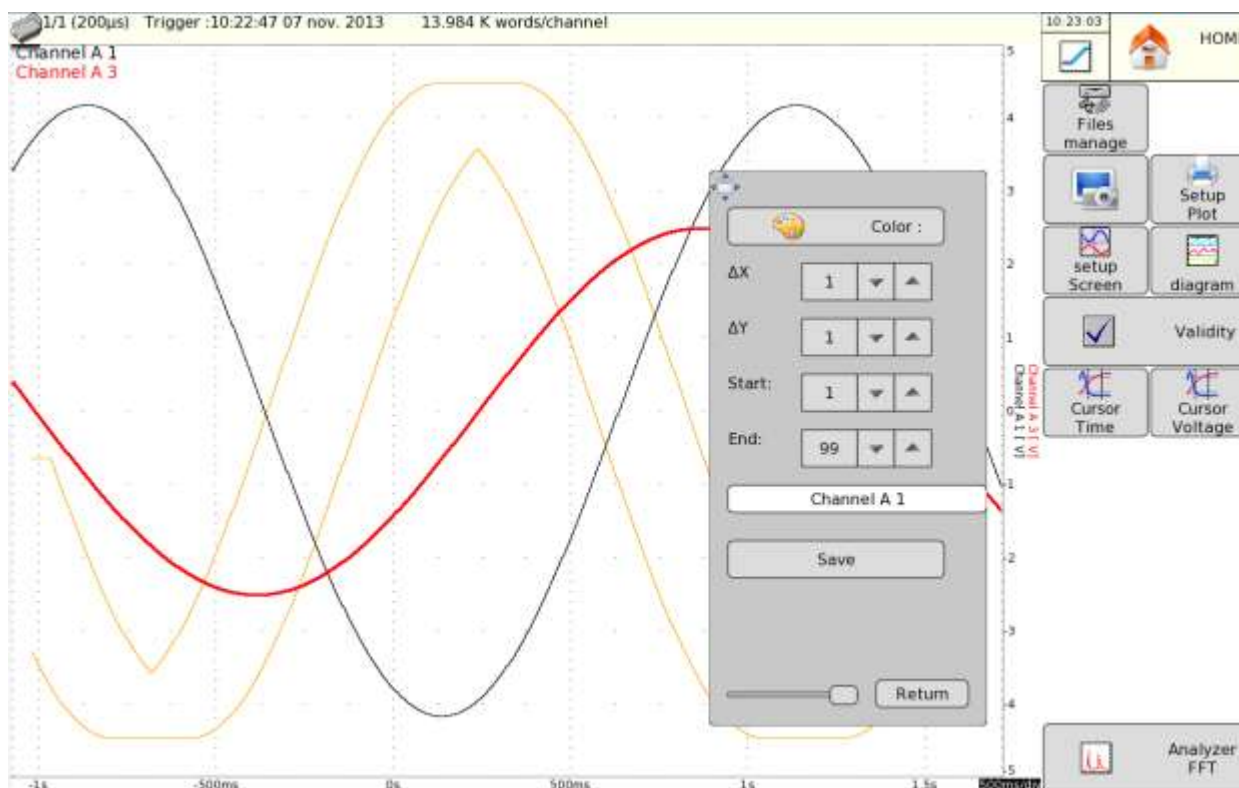 1/1 (200µs) Trigger :10:22:47 07 nov. 2013 13.984 K words/channel
10 23 03
HOM
Channel A 1
Channel A 3
5
4
3
2
1
0
-1
-2
-3
-4
-5
Channel A 1 [ V]
Channel A 3 [ V]
-1s
-500ms
0s
500ms
1s
1.5s
500ms/div
Color :
ΔX
1
ΔY
1
Start:
1
End:
99
Channel A 1
Save
Return
Files
manage
Setup
Plot
setup
Screen
diagram
Validity
Cursor
Time
Cursor
Voltage
Analyzer
FFT